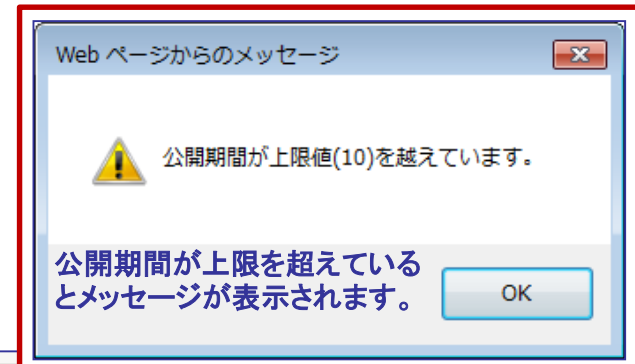 Web ページからのメッセージ
公開期間が上限値(10)を越えています。
公開期間が上限を超えている
とメッセージが表示されます。
OK